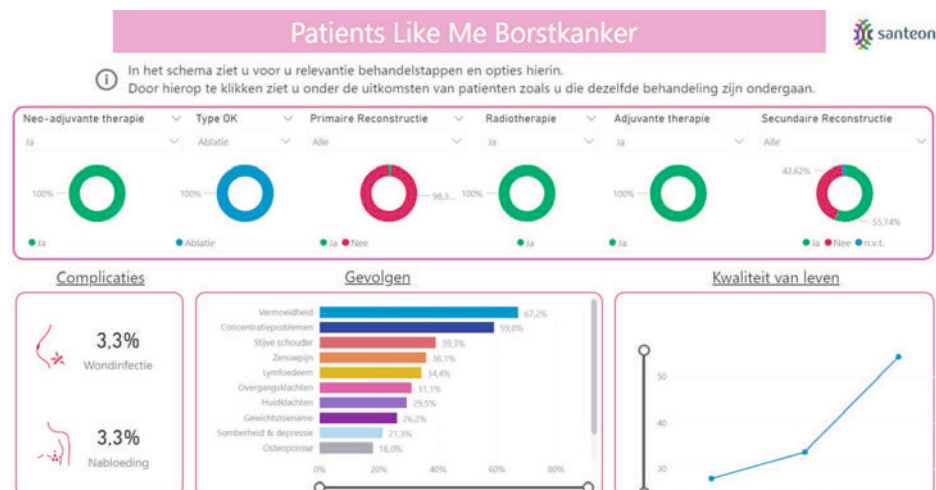 Patients Like Me Borstkanker
santeon
In het schema ziet u voor u relevantie behandelstappen en opties hierin.
Door hierop te klikken ziet u onder de uitkomsten van patienten zoals u die dezelfde behandeling zijn ondergaan.
Neo-adjuvante therapie
Type OK
Primaire Reconstructie
Radiotherapie
Adjuvante therapie
Secundaire Reconstructie
Ja
Ablatie
Alle
Ja
Ja
Alle
100%
100%
98,3...
100%
100%
42,62%
55,74%
Ja
Ablatie
Ja Nee
Ja
Ja
Ja Nee n.v.t.
Complicaties
3,3%
Wondinfectie
3,3%
Nabloeding
Gevolgen
Vermoeidheid 67,2%
Concentratieproblemen 59,0%
Stijve schouder 39,3%
Zenuwpijn 36,1%
Lymfoedeem 34,4%
Overgangsklachten 31,1%
Huidklachten 29,5%
Gewichtstoename 26,2%
Somberheid & depressie 21,3%
Osteoporose 18,0%
0% 20% 40% 60% 80%
Kwaliteit van leven
50
40
30